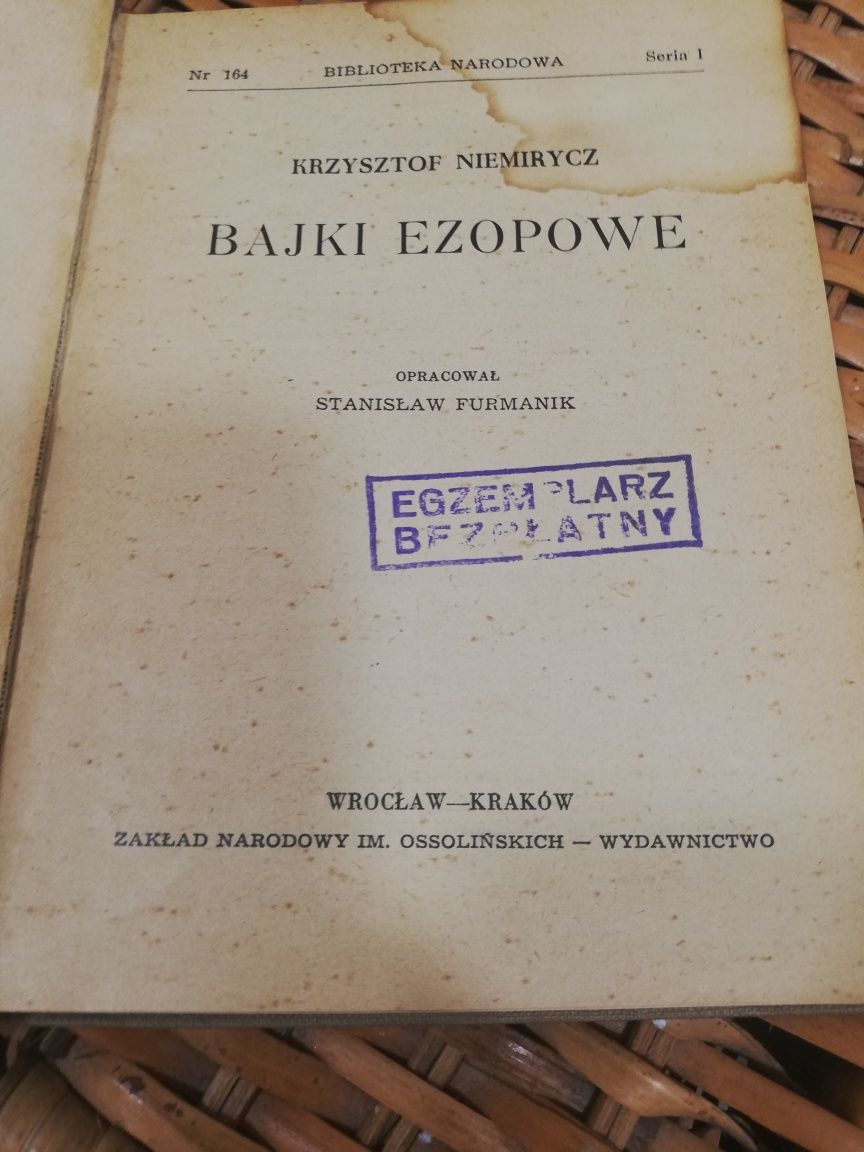 Nr 164 BIBLIOTEKA NARODOWA Seria I
KRZYSZTOF NIEMIRYCZ
BAJKI EZOPOWE
OPRACOWAŁ
STANISŁAW FURMANIK
EGZEMPLARZ
BEZPŁATNY
WROCŁAW—KRAKÓW
ZAKŁAD NARODOWY IM. OSSOLIŃSKICH — WYDAWNICTWO